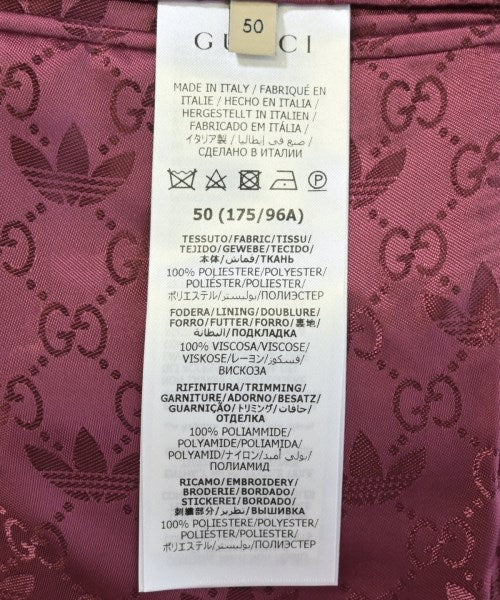 50
GUCCI
MADE IN ITALY / FABRIQUÉ EN
ITALIE / HECHO EN ITALIA /
HERGESTELLT IN ITALIEN /
FABRICADO EM ITÁLIA /
イタリア製 / صنع في إيطاليا /
СДЕЛАНО В ИТАЛИИ
50 (175/96A)
TESSUTO/FABRIC/TISSU/
TEJIDO/GEWEBE/TECIDO/
本体/قماش/ТКАНЬ
100% POLIESTERE/POLYESTER/
POLIÉSTER/POLYESTER/
POLIÉSTER/POLYESTER/
ポリエステル/بوليستر/ПОЛИЭСТЕР
FODERA/LINING/DOUBLURE/
FORRO/FUTTER/FORRO/裏地/
البطانة/ПОДКЛАДКА
100% VISCOSA/VISCOSE/
VISKOSE/レーヨン/فسكوز/
ВИСКОЗА
RIFINITURA/TRIMMING/
GARNITURE/ADORNO/BESATZ/
GUARNIÇÃO/トリミング/حافات/
ОТДЕЛКА
100% POLIAMMIDE/
POLYAMIDE/POLIAMIDA/
POLYAMID/ナイロン/بولي أميد/
ПОЛИАМИД
RICAMO/EMBROIDERY/
BRODERIE/BORDADO/
STICKEREI/BORDADO/
刺繍部分/تطريز/ВЫШИВКА
100% POLIESTERE/POLYESTER/
POLIÉSTER/POLYESTER/
ポリエステル/بوليستر/ПОЛИЭСТЕР